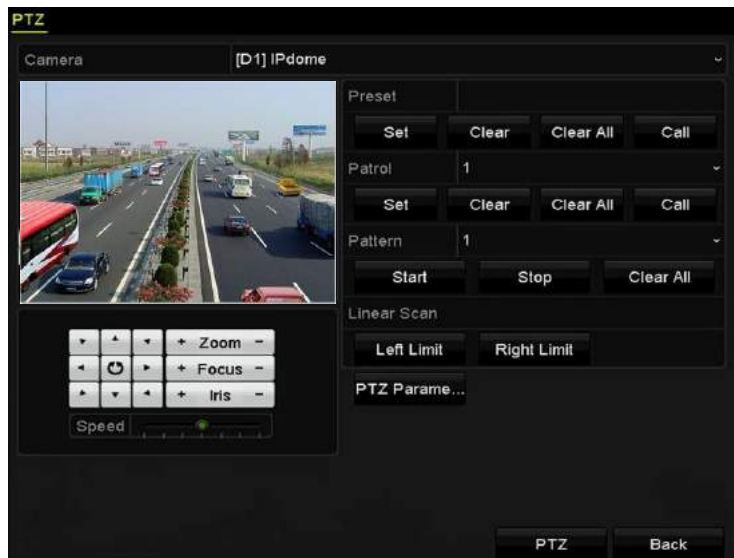 PTZ
Camera [D1] IPdome
Preset
Set Clear Clear All Call
Patrol 1
Set Clear Clear All Call
Pattern 1
Start Stop Clear All
Linear Scan
Left Limit Right Limit
PTZ Parame...
+ Zoom -
+ Focus -
+ Iris -
Speed
PTZ Back